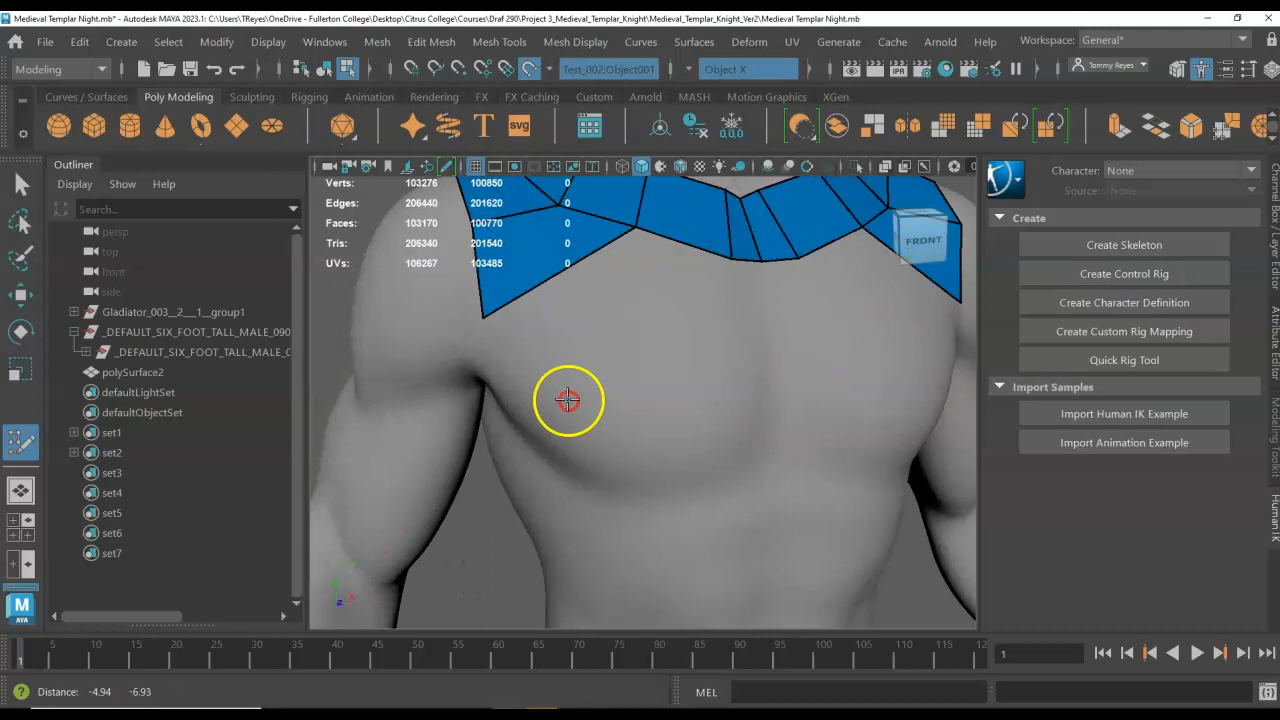 Medieval Templar Night.mb* - Autodesk MAYA 2023.1: C:\Users\TReyes\OneDrive - Fullerton College\Desktop\Citrus College\Courses\Draf 290\Project 3_Medieval_Templar_Knight\Medieval_Templar_Knight_Ver2\Medieval Templar Night.mb
File Edit Create Select Modify Display Windows Mesh Edit Mesh Mesh Tools Mesh Display Curves Surfaces Deform UV Generate Cache Arnold Help Workspace: General*
Modeling Test_002:Object001 Object X Tommy Reyes
Curves / Surfaces Poly Modeling Sculpting Rigging Animation Rendering FX FX Caching Custom Arnold MASH Motion Graphics XGen
T svg 0,0,0
Outliner
Display Show Help
Search...
persp
top
front
side
Gladiator_003__2___1__group1
_DEFAULT_SIX_FOOT_TALL_MALE_090
_DEFAULT_SIX_FOOT_TALL_MALE_0
polySurface2
defaultLightSet
defaultObjectSet
set1
set2
set3
set4
set5
set6
set7
Verts: 103276 100850 0
Edges: 206440 201620 0
Faces: 103170 100770 0
Tris: 206340 201540 0
UVs: 106267 103485 0
FRONT
Character: None
Source: None
Create
Create Skeleton
Create Control Rig
Create Character Definition
Create Custom Rig Mapping
Quick Rig Tool
Import Samples
Import Human IK Example
Import Animation Example
Channel Box / Layer Editor
Attribute Editor
Modeling Toolkit
Human IK
M
AYA
5 10 15 20 25 30 35 40 45 50 55 60 65 70 75 80 85 90 95 100 105 110 115 120
1
1
Distance: -4.94 -6.93
MEL